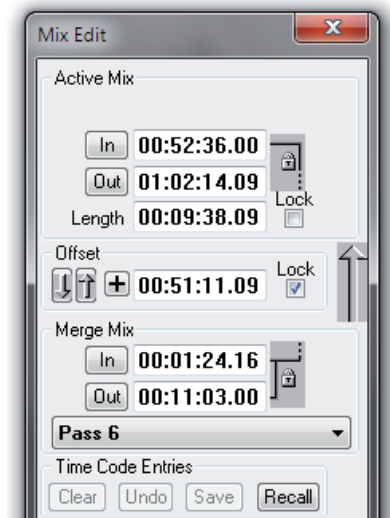 Mix Edit
Active Mix
In 00:52:36.00
Out 01:02:14.09
Lock
Length 00:09:38.09
Offset
Lock
+ 00:51:11.09
Merge Mix
In 00:01:24.16
Out 00:11:03.00
Pass 6
Time Code Entries
Clear Undo Save Recall